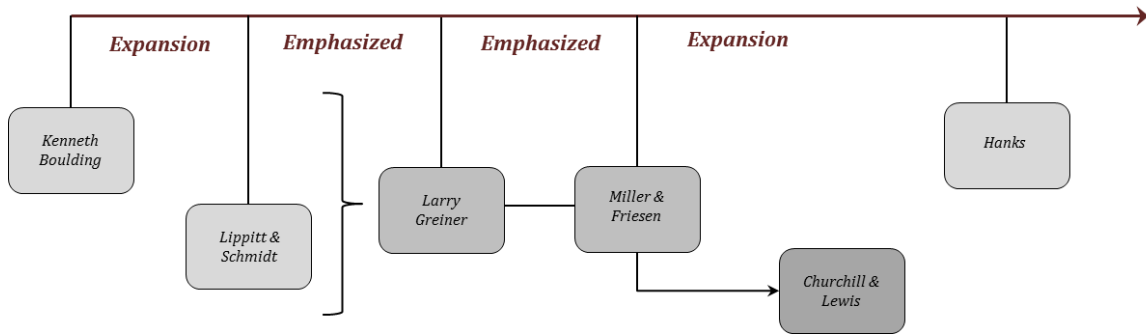 Expansion
Emphasized
Emphasized
Expansion
Kenneth
Boulding
Lippitt &
Schmidt
Larry
Greiner
Miller &
Friesen
Churchill &
Lewis
Hanks